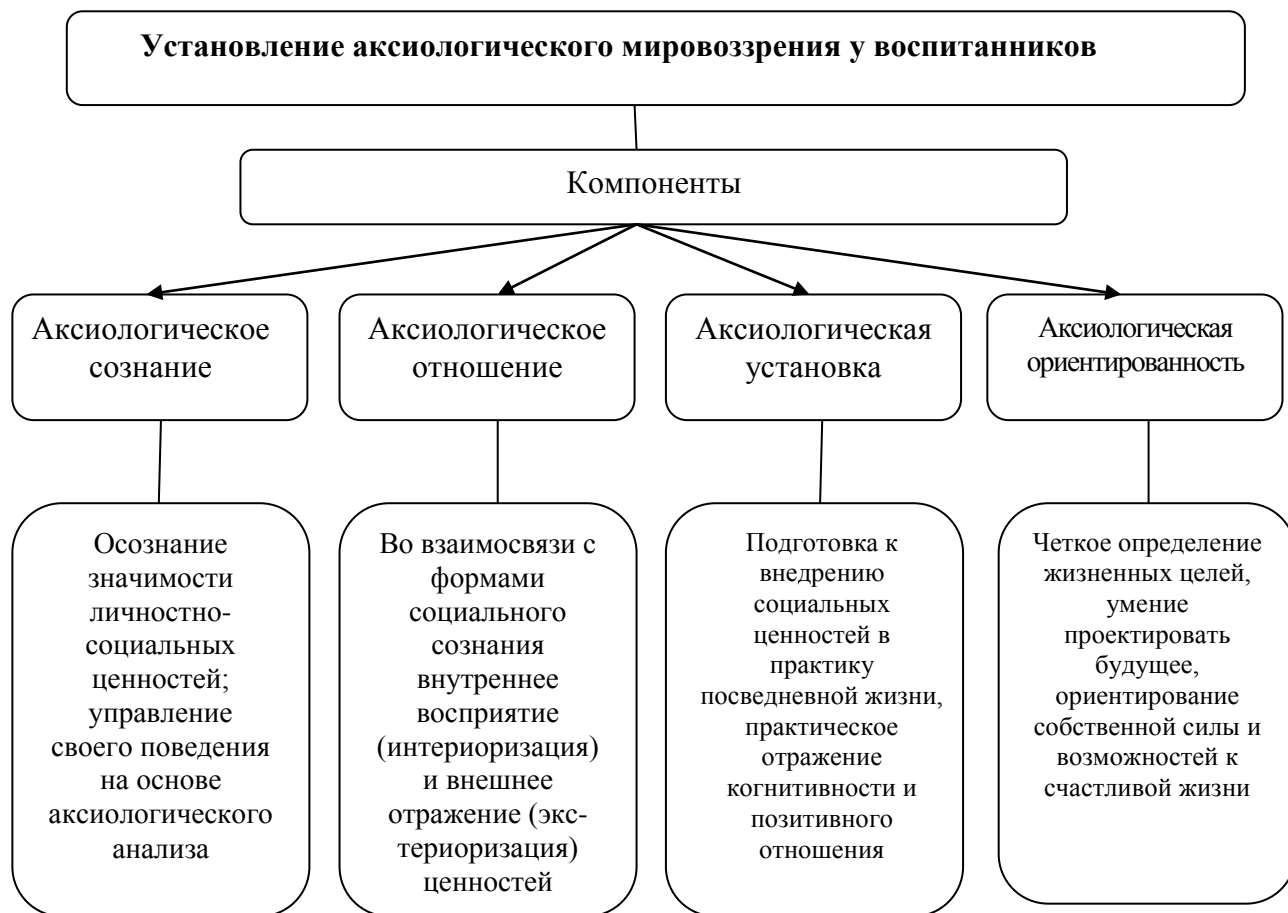 Установление аксиологического мировоззрения у воспитанников
Компоненты
Аксиологическое
сознание
Аксиологическое
отношение
Аксиологическая
установка
Аксиологическая
ориентированность
Осознание
значимости
личностно-
социальных
ценностей;
управление
своего поведения
на основе
аксиологического
анализа
Во взаимосвязи с
формами
социального
сознания
внутреннее
восприятие
(интериоризация)
и внешнее
отражение (экс-
териоризация)
ценностей
Подготовка к
внедрению
социальных
ценностей в
практику
посведневной жизни,
практическое
отражение
когнитивности и
позитивного
отношения
Четкое определение
жизненных целей,
умение
проектировать
будущее,
ориентирование
собственной силы и
возможностей к
счастливой жизни